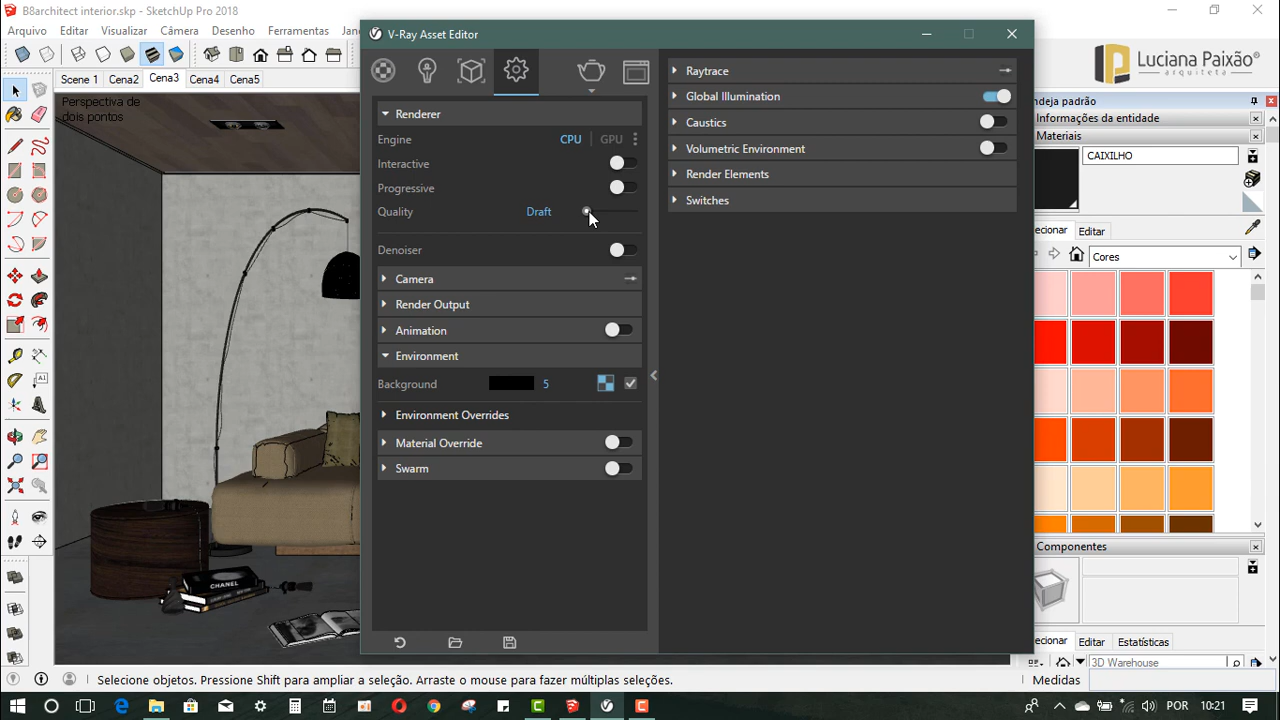 B8architect interior.skp - SketchUp Pro 2018
Arquivo Editar Visualizar Câmera Desenho Ferramentas
Scene 1 Cena2 Cena3 Cena4 Cena5
Perspectiva de
dois pontos
CHANEL
V-Ray Asset Editor
Renderer
Engine CPU GPU
Interactive
Progressive
Quality Draft
Denoiser
Camera
Render Output
Animation
Environment
Background 5
Environment Overrides
Material Override
Swarm
Raytrace
Global Illumination
Caustics
Volumetric Environment
Render Elements
Switches
Luciana Paixão
arquiteta
ndeja padrão
Informações da entidade
Materiais
CAIXILHO
ecionar Editar
Cores
Componentes
ecionar Editar Estatísticas
3D Warehouse
Selecione objetos. Pressione Shift para ampliar a seleção. Arraste o mouse para fazer múltiplas seleções.
Medidas
POR 10:21